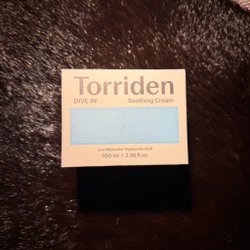 Torriden
DIVE IN Soothing Cream
Low Molecular Hyaluronic Acid
100 ml l 3.38 fl.oz.